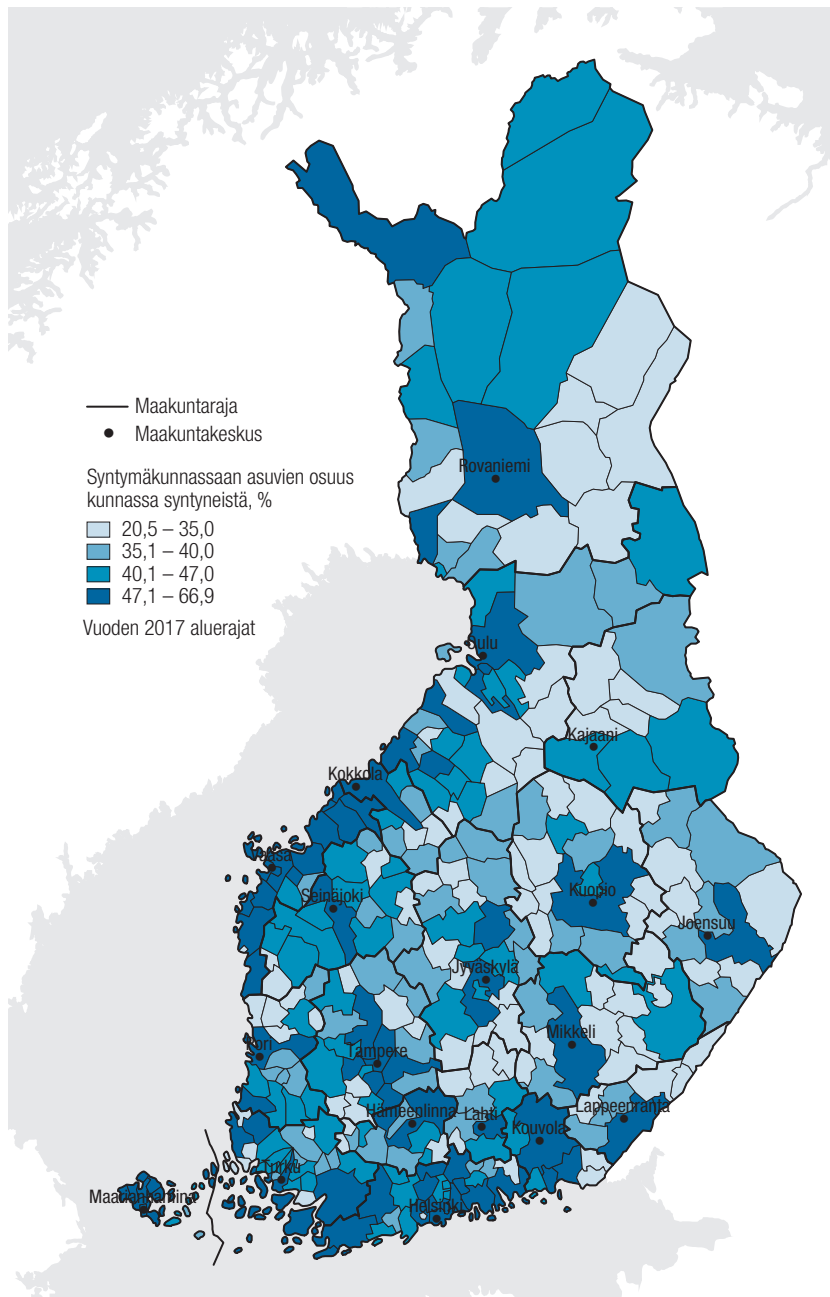 Maakuntaraja
Maakuntakeskus
Syntymäkunnassaan asuvien osuus
kunnassa syntyneistä, %
20,5 – 35,0
35,1 – 40,0
40,1 – 47,0
47,1 – 66,9
Vuoden 2017 aluerajat
Rovaniemi
Oulu
Kajaani
Kokkola
Vaasa
Seinäjoki
Kuopio
Joensuu
Jyväskylä
Mikkeli
Pori
Tampere
Hämeenlinna
Lahti
Lappeenranta
Kouvola
Turku
Maarianhamina
Helsinki